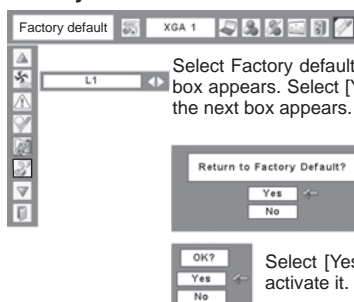 Factory default
XGA 1
L1
Select Factory default
box appears. Select [Y
the next box appears.
Return to Factory Default?
Yes
No
OK?
Yes
No
Select [Yes
activate it.